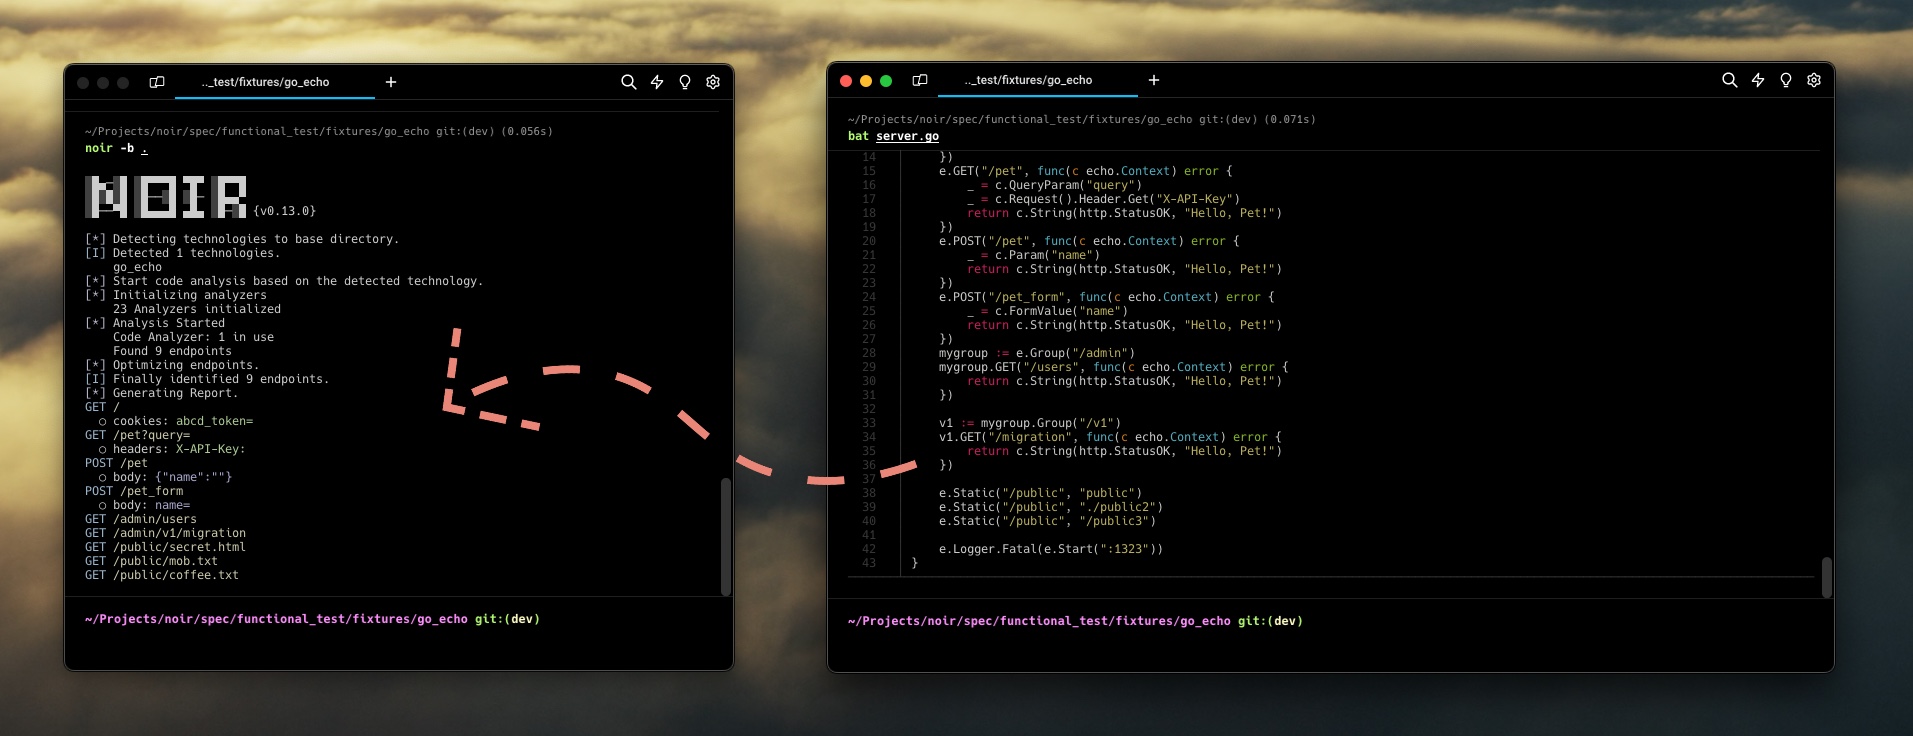 .._test/fixtures/go_echo
~/Projects/noir/spec/functional_test/fixtures/go_echo git:(dev) (0.056s)
noir -b .
NOIR {v0.13.0}
[*] Detecting technologies to base directory.
[I] Detected 1 technologies.
go_echo
[*] Start code analysis based on the detected technology.
[*] Initializing analyzers
23 Analyzers initialized
[*] Analysis Started
Code Analyzer: 1 in use
Found 9 endpoints
[*] Optimizing endpoints.
[I] Finally identified 9 endpoints.
[*] Generating Report.
GET /
○ cookies: abcd_token=
GET /pet?query=
○ headers: X-API-Key:
POST /pet
○ body: {"name":""}
POST /pet_form
○ body: name=
GET /admin/users
GET /admin/v1/migration
GET /public/secret.html
GET /public/mob.txt
GET /public/coffee.txt
~/Projects/noir/spec/functional_test/fixtures/go_echo git:(dev)
.._test/fixtures/go_echo
~/Projects/noir/spec/functional_test/fixtures/go_echo git:(dev) (0.071s)
bat server.go
14 })
15 e.GET("/pet", func(c echo.Context) error {
16 _ = c.QueryParam("query")
17 _ = c.Request().Header.Get("X-API-Key")
18 return c.String(http.StatusOK, "Hello, Pet!")
19 })
20 e.POST("/pet", func(c echo.Context) error {
21 _ = c.Param("name")
22 return c.String(http.StatusOK, "Hello, Pet!")
23 })
24 e.POST("/pet_form", func(c echo.Context) error {
25 _ = c.FormValue("name")
26 return c.String(http.StatusOK, "Hello, Pet!")
27 })
28 mygroup := e.Group("/admin")
29 mygroup.GET("/users", func(c echo.Context) error {
30 return c.String(http.StatusOK, "Hello, Pet!")
31 })
32
33 v1 := mygroup.Group("/v1")
34 v1.GET("/migration", func(c echo.Context) error {
35 return c.String(http.StatusOK, "Hello, Pet!")
36 })
37
38 e.Static("/public", "public")
39 e.Static("/public", "./public2")
40 e.Static("/public", "/public3")
41
42 e.Logger.Fatal(e.Start(":1323"))
43 }
~/Projects/noir/spec/functional_test/fixtures/go_echo git:(dev)